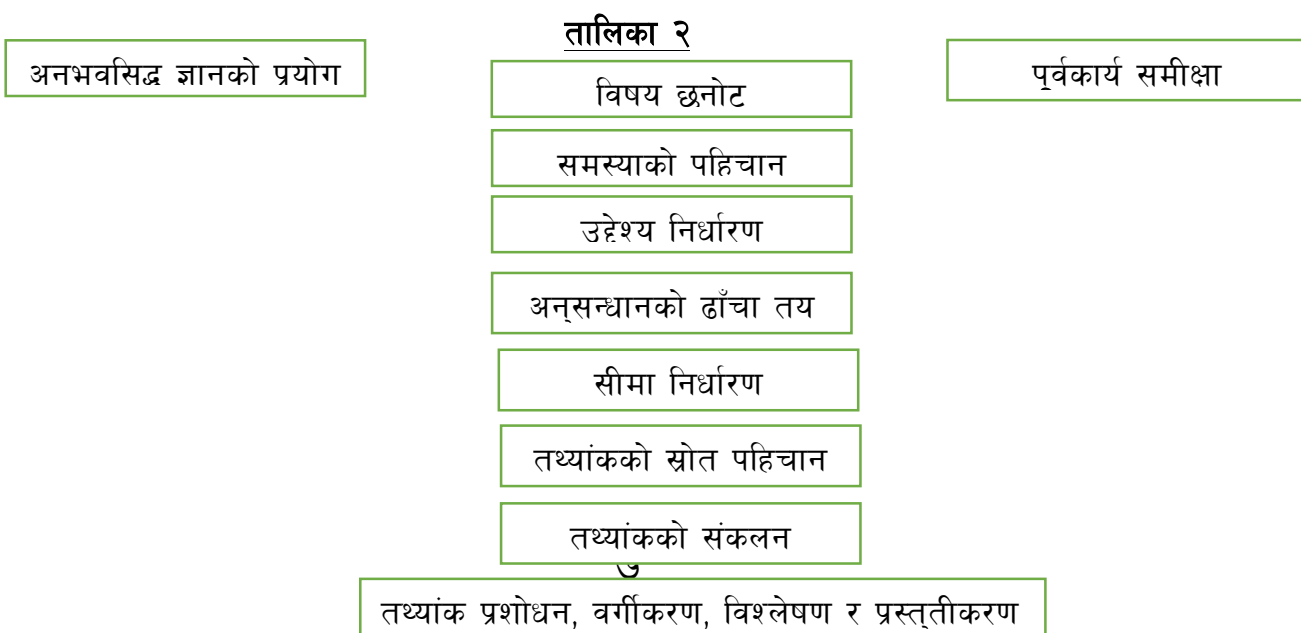 तालिका २
अनभवसिद्ध ज्ञानको प्रयोग
विषय छनोट
पूर्वकार्य समीक्षा
समस्याको पहिचान
उद्देश्य निर्धारण
अनुसन्धानको ढाँचा तय
सीमा निर्धारण
तथ्यांकको स्रोत पहिचान
तथ्यांकको संकलन
तथ्यांक प्रशोधन, वर्गीकरण, विश्लेषण र प्रस्तुतीकरण